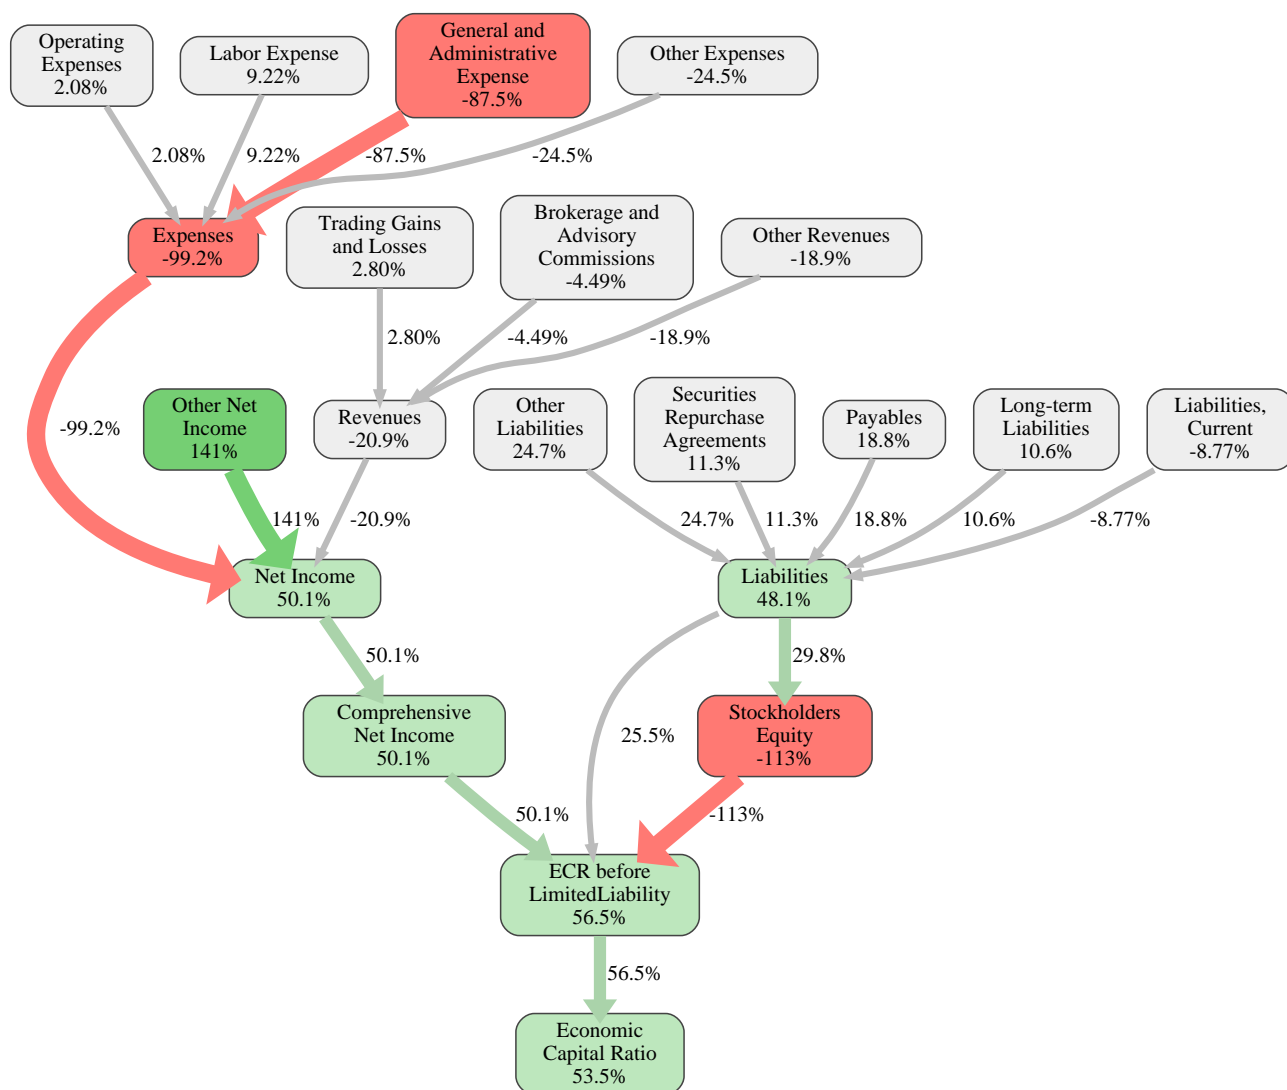 Operating
Expenses
2.08%
Labor Expense
9.22%
General and
Administrative
Expense
-87.5%
Other Expenses
-24.5%
2.08%
9.22%
-87.5%
-24.5%
Expenses
-99.2%
Trading Gains
and Losses
2.80%
Brokerage and
Advisory
Commissions
-4.49%
Other Revenues
-18.9%
2.80%
-4.49%
-18.9%
-99.2%
Other Net
Income
141%
Revenues
-20.9%
Other
Liabilities
24.7%
Securities
Repurchase
Agreements
11.3%
Payables
18.8%
Long-term
Liabilities
10.6%
Liabilities,
Current
-8.77%
141%
-20.9%
24.7%
11.3%
18.8%
10.6%
-8.77%
Net Income
50.1%
Liabilities
48.1%
50.1%
29.8%
Comprehensive
Net Income
50.1%
25.5%
Stockholders
Equity
-113%
50.1%
-113%
ECR before
LimitedLiability
56.5%
56.5%
Economic
Capital Ratio
53.5%